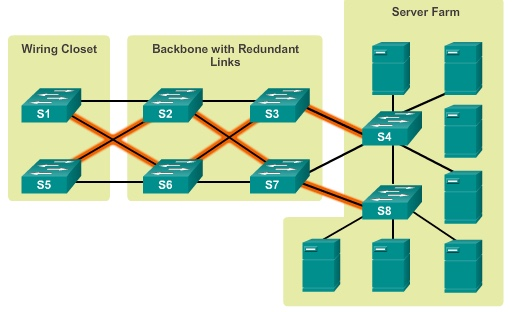 Server Farm
Wiring Closet
Backbone with Redundant
Links
S1
S2
S3
S4
S5
S6
S7
S8